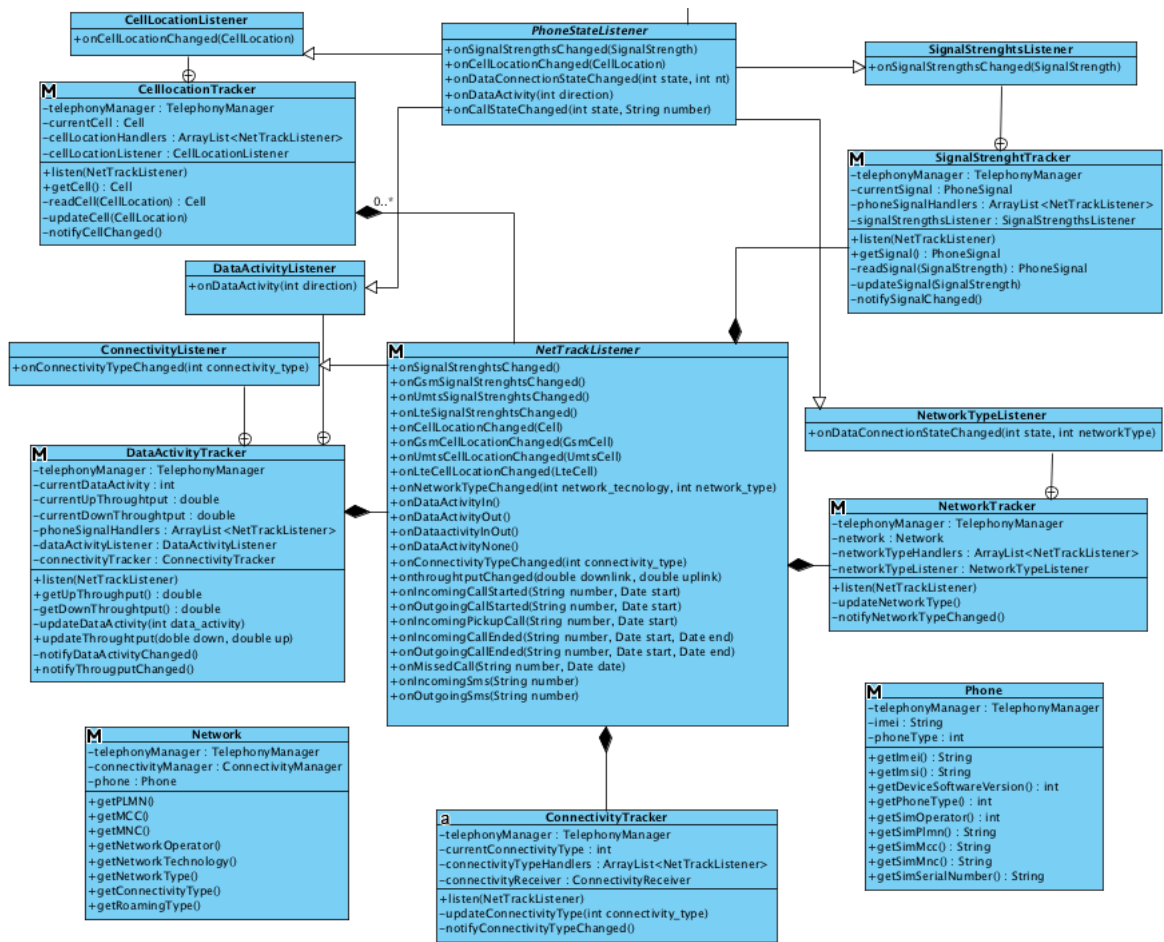 CellLocationListener
+onCellLocationChanged(CellLocation)
PhoneStateListener
+onSignalStrengthsChanged(SignalStrength)
+onCellLocationChanged(CellLocation)
+onDataConnectionStateChanged(int state, int nt)
+onDataActivity(int direction)
+onCallStateChanged(int state, String number)
SignalStrenghtsListener
+onSignalStrengthsChanged(SignalStrength)
M
CelllocationTracker
-telephonyManager : TelephonyManager
-currentCell : Cell
-cellLocationHandlers : ArrayList<NetTrackListener>
-cellLocationListener : CellLocationListener
+listen(NetTrackListener)
+getCell() : Cell
-readCell(CellLocation) : Cell
-updateCell(CellLocation)
-notifyCellChanged()
0..*
M
SignalStrenghtTracker
-telephonyManager : TelephonyManager
-currentSignal : PhoneSignal
-phoneSignalHandlers : ArrayList<NetTrackListener>
-signalStrengthsListener : SignalStrengthsListener
+listen(NetTrackListener)
+getSignal() : PhoneSignal
-readSignal(SignalStrength) : PhoneSignal
-updateSignal(SignalStrength)
-notifySignalChanged()
DataActivityListener
+onDataActivity(int direction)
ConnectivityListener
+onConnectivityTypeChanged(int connectivity_type)
M
NetTrackListener
+onSignalStrenghtsChanged()
+onGsmSignalStrenghtsChanged()
+onUmtsSignalStrenghtsChanged()
+onLteSignalStrenghtsChanged()
+onCellLocationChanged(Cell)
+onGsmCellLocationChanged(GsmCell)
+onUmtsCellLocationChanged(UmtsCell)
+onLteCellLocationChanged(LteCell)
+onNetworkTypeChanged(int network_tecnology, int network_type)
+onDataActivityIn()
+onDataActivityOut()
+onDataactivityInOut()
+onDataActivityNone()
+onConnectivityTypeChanged(int connectivity_type)
+onthroughtputChanged(double downlink, double uplink)
+onIncomingCallStarted(String number, Date start)
+onOutgoingCallStarted(String number, Date start)
+onIncomingPickupCall(String number, Date start)
+onIncomingCallEnded(String number, Date start, Date end)
+onOutgoingCallEnded(String number, Date start, Date end)
+onMissedCall(String number, Date date)
+onIncomingSms(String number)
+onOutgoingSms(String number)
NetworkTypeListener
+onDataConnectionStateChanged(int state, int networkType)
M
DataActivityTracker
-telephonyManager : TelephonyManager
-currentDataActivity : int
-currentUpThroughtput : double
-currentDownThroughtput : double
-phoneSignalHandlers : ArrayList<NetTrackListener>
-dataActivityListener : DataActivityListener
-connectivityTracker : ConnectivityTracker
+listen(NetTrackListener)
+getUpThroughput() : double
-getDownThroughtput() : double
-updateDataActivity(int data_activity)
+updateThroughtput(doble down, double up)
-notifyDataActivityChanged()
+notifyThrougputChanged()
M
NetworkTracker
-telephonyManager : TelephonyManager
-network : Network
-networkTypeHandlers : ArrayList<NetTrackListener>
-networkTypeListener : NetworkTypeListener
+listen(NetTrackListener)
-updateNetworkType()
-notifyNetworkTypeChanged()
M
Network
-telephonyManager : TelephonyManager
-connectivityManager : ConnectivityManager
-phone : Phone
+getPLMN()
+getMCC()
+getMNC()
+getNetworkOperator()
+getNetworkTechnology()
+getNetworkType()
+getConnectivityType()
+getRoamingType()
a
ConnectivityTracker
-telephonyManager : TelephonyManager
-currentConnectivityType : int
-connectivityTypeHandlers : ArrayList<NetTrackListener>
-connectivityReceiver : ConnectivityReceiver
+listen(NetTrackListener)
-updateConnectivityType(int connectivity_type)
-notifyConnectivityTypeChanged()
M
Phone
-telephonyManager : TelephonyManager
-imei : String
-phoneType : int
+getImei() : String
+getImsi() : String
+getDeviceSoftwareVersion() : int
+getPhoneType() : int
+getSimOperator() : int
+getSimPlmn() : String
+getSimMcc() : String
+getSimMnc() : String
+getSimSerialNumber() : String